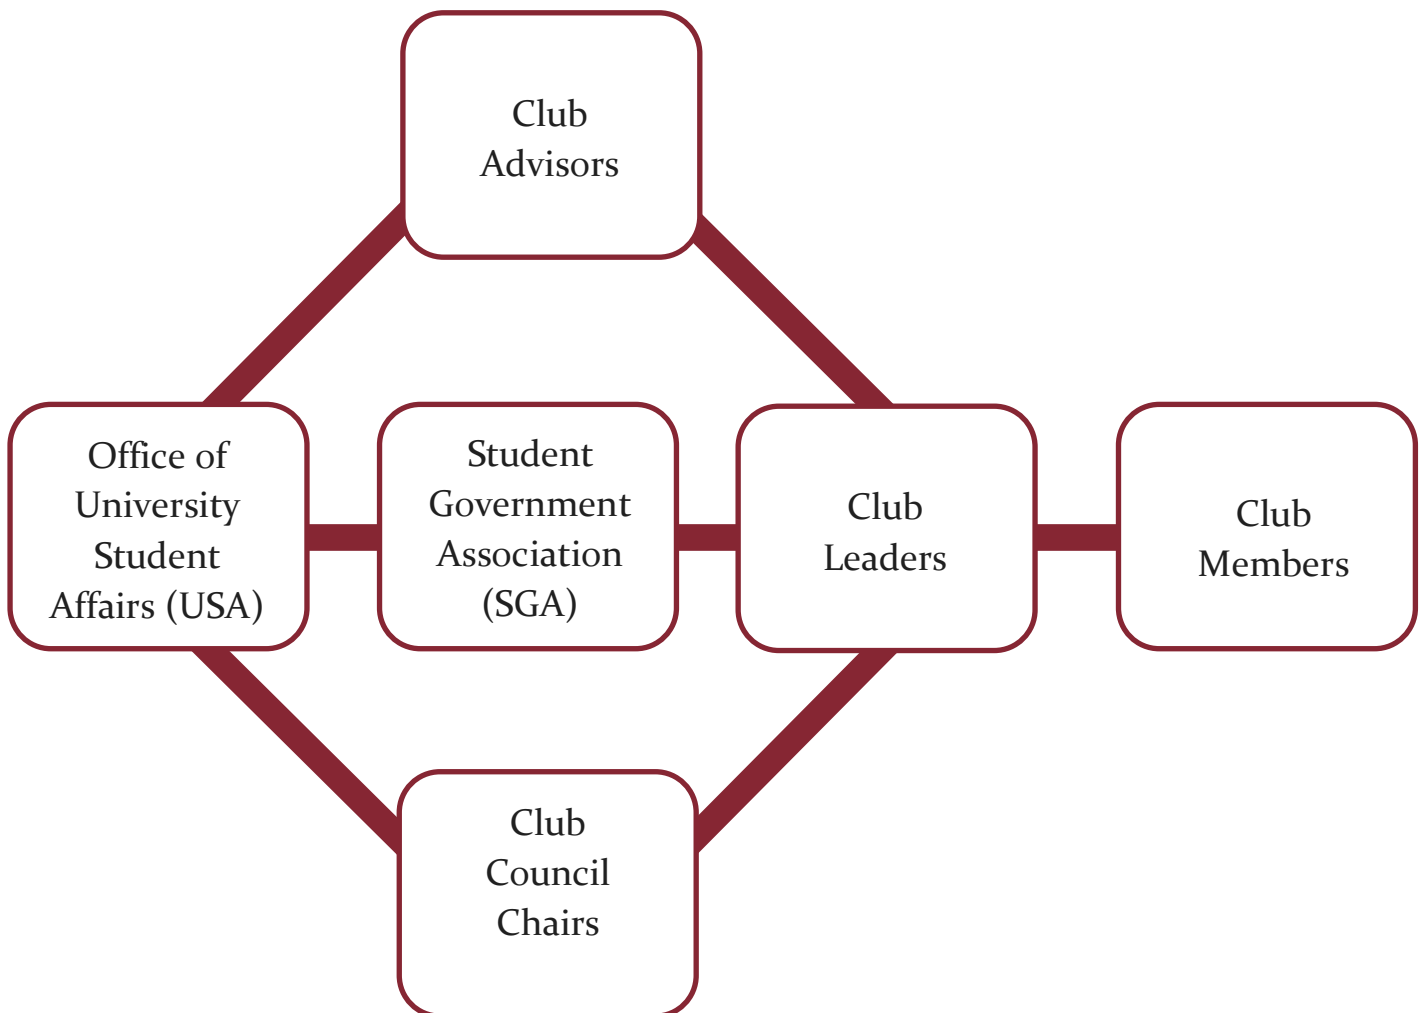 Club
Advisors
Office of
University
Student
Affairs (USA)
Student
Government
Association
(SGA)
Club
Leaders
Club
Members
Club
Council
Chairs